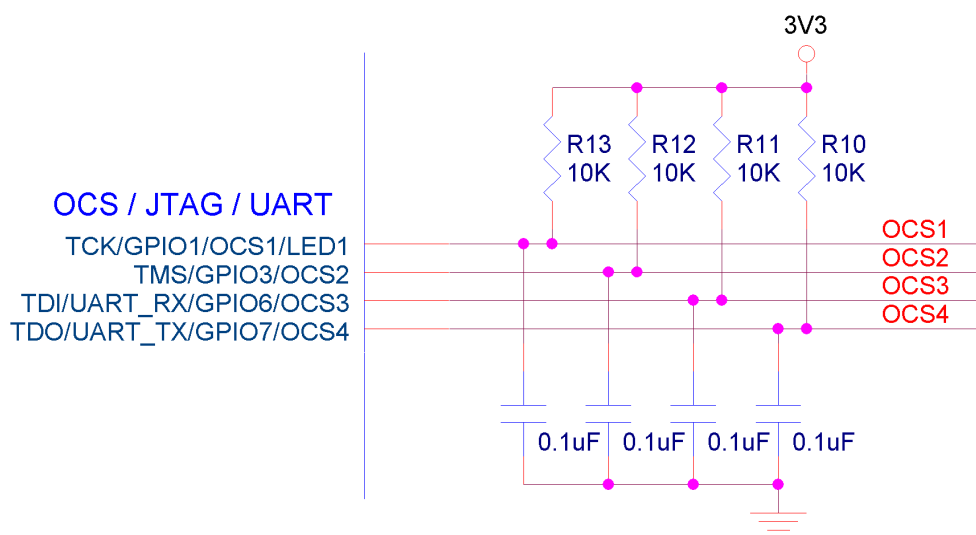 3V3
R13 R12 R11 R10
10K 10K 10K 10K
OCS / JTAG / UART
TCK/GPIO1/OCS1/LED1 OCS1
TMS/GPIO3/OCS2 OCS2
TDI/UART_RX/GPIO6/OCS3 OCS3
TDO/UART_TX/GPIO7/OCS4 OCS4
0.1uF 0.1uF 0.1uF 0.1uF